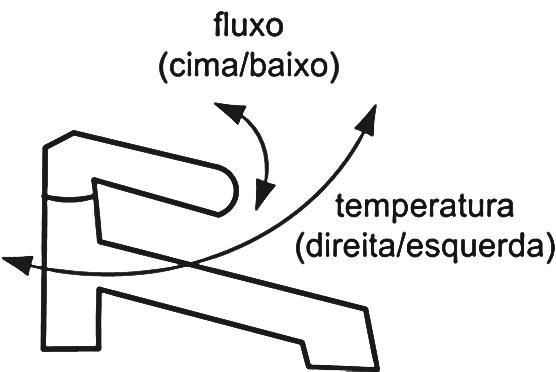 fluxo
(cima/baixo)
temperatura
(direita/esquerda)